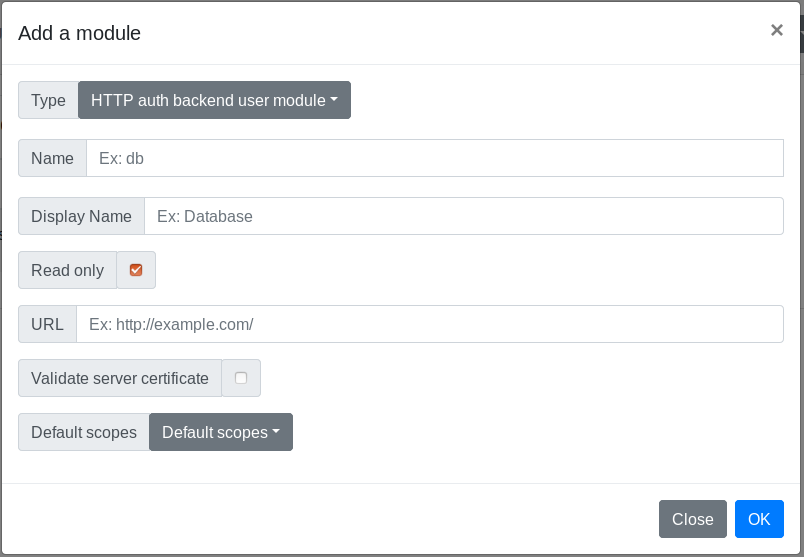 Add a module ×
Type HTTP auth backend user module
Name Ex: db
Display Name Ex: Database
Read only
URL Ex: http://example.com/
Validate server certificate
Default scopes Default scopes
Close OK